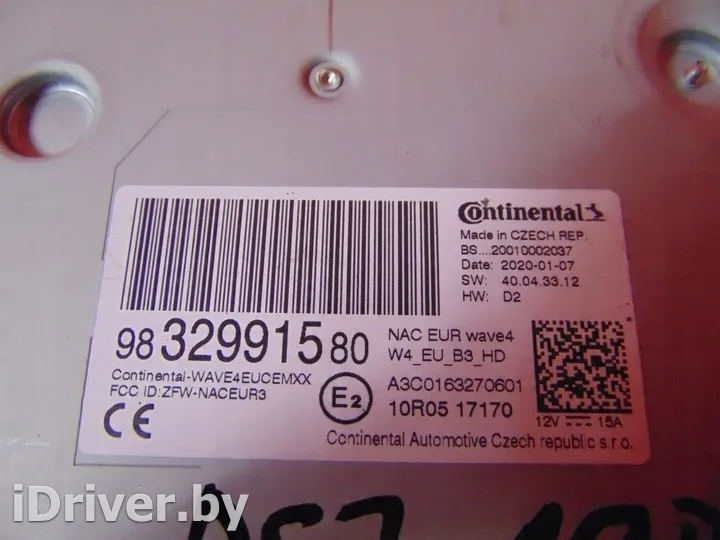 Continental
Made in CZECH REP.
BS....20010002037
Date: 2020-01-07
SW: 40.04.33.12
HW: D2
98 3299915 80
NAC EUR wave4
W4_EU_B3_HD
Continental-WAVE4EUCEMXX
FCC ID:ZFW-NACEUR3
A3C0163270601
E2
10R05 17170
12V 15A
CE
Continental Automotive Czech republic s.r.o.
iDriver.by